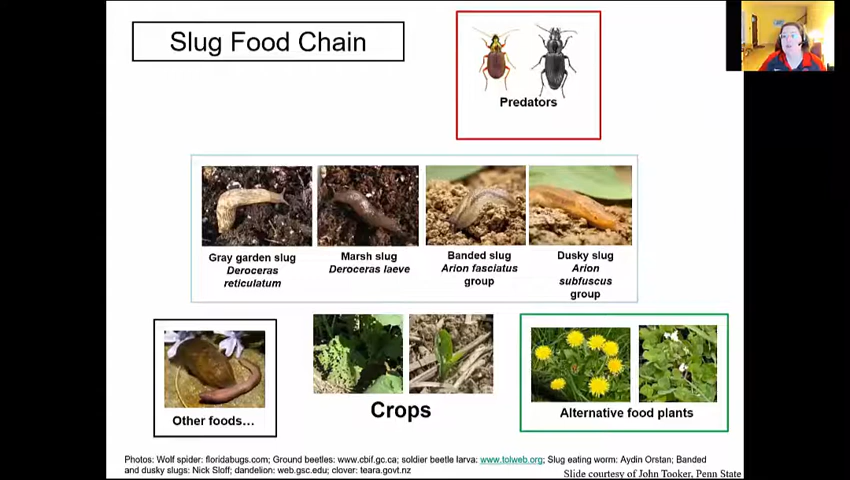 Slug Food Chain
Predators
Gray garden slug
Deroceras
reticulatum
Marsh slug
Deroceras laeve
Banded slug
Arion fasciatus
group
Dusky slug
Arion
subfuscus
group
Other foods...
Crops
Alternative food plants
Photos: Wolf spider: floridabugs.com; Ground beetles: www.cbif.gc.ca; soldier beetle larva: www.tolweb.org; Slug eating worm: Aydin Orstan; Banded
and dusky slugs: Nick Sloff; dandelion: web.gsc.edu; clover: teara.govt.nz
Slide courtesy of John Tooker, Penn State